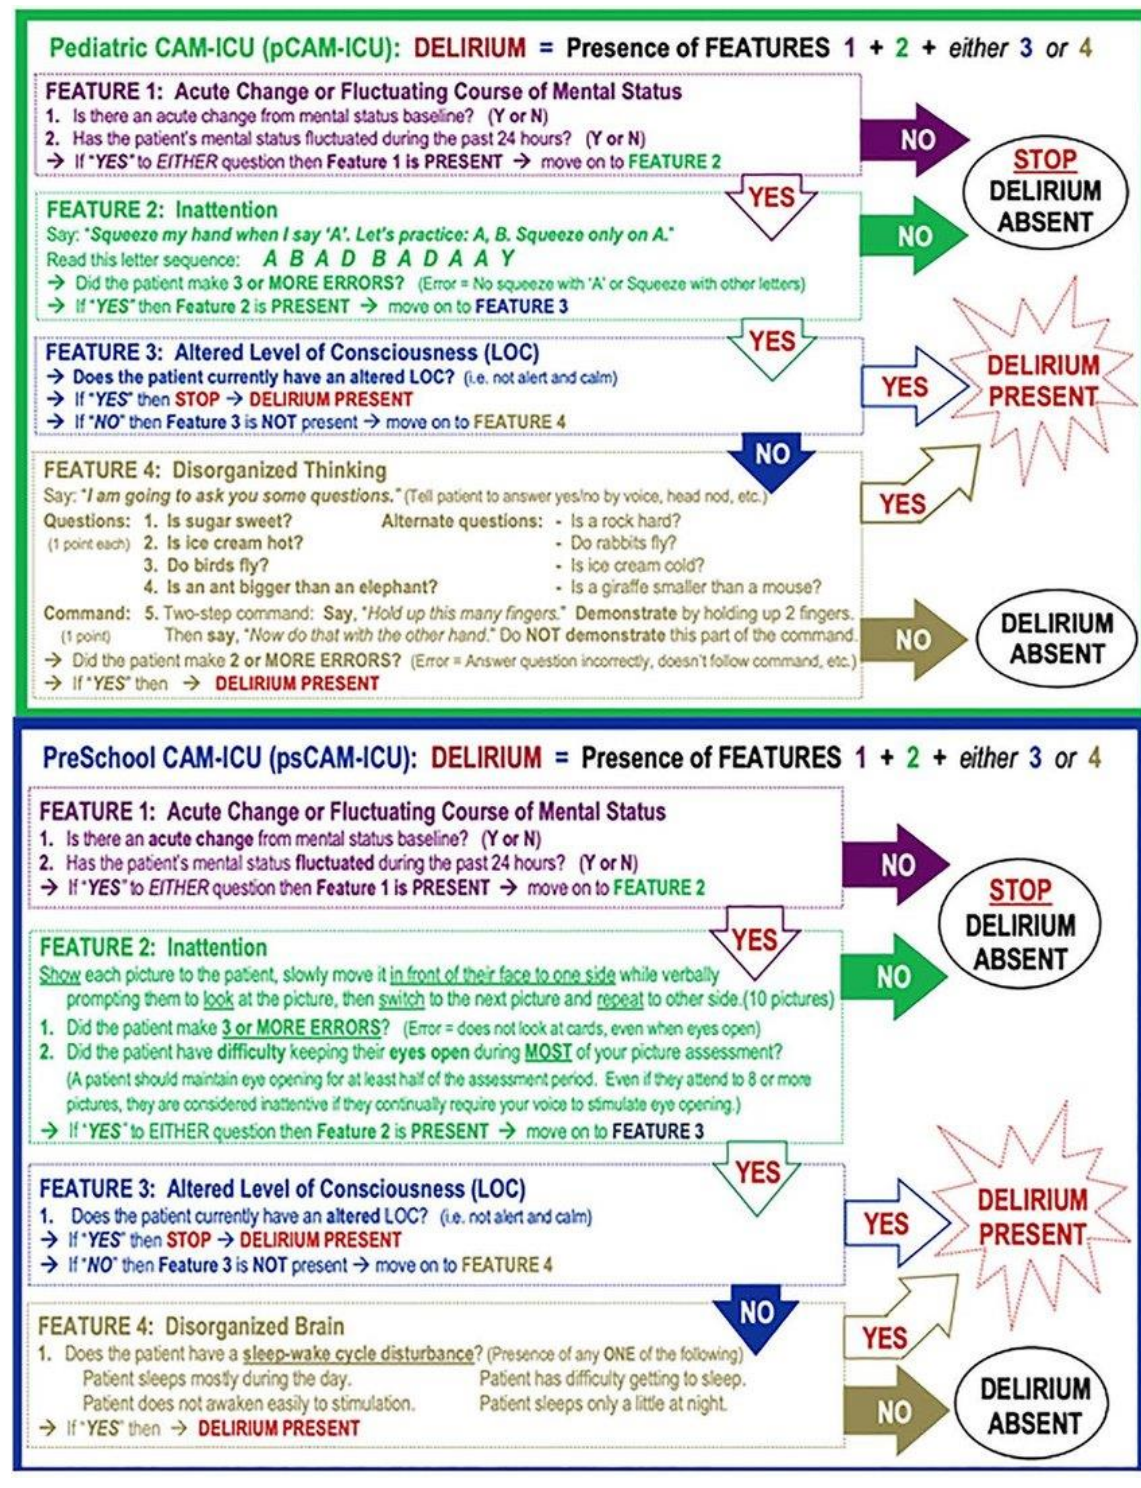 Pediatric CAM-ICU (pCAM-ICU): DELIRIUM = Presence of FEATURES 1 + 2 + either 3 or 4
FEATURE 1: Acute Change or Fluctuating Course of Mental Status
1. Is there an acute change from mental status baseline? (Y or N)
2. Has the patient's mental status fluctuated during the past 24 hours? (Y or N)
→ If "YES" to EITHER question then Feature 1 is PRESENT → move on to FEATURE 2
NO
STOP
DELIRIUM
ABSENT
YES
FEATURE 2: Inattention
Say: "Squeeze my hand when I say 'A'. Let's practice: A, B. Squeeze only on A."
Read this letter sequence: A B A D B A D A A Y
→ Did the patient make 3 or MORE ERRORS? (Error = No squeeze with 'A' or Squeeze with other letters)
→ If "YES" then Feature 2 is PRESENT → move on to FEATURE 3
NO
YES
FEATURE 3: Altered Level of Consciousness (LOC)
→ Does the patient currently have an altered LOC? (i.e. not alert and calm)
→ If "YES" then STOP → DELIRIUM PRESENT
→ If "NO" then Feature 3 is NOT present → move on to FEATURE 4
YES
DELIRIUM
PRESENT
NO
FEATURE 4: Disorganized Thinking
Say: "I am going to ask you some questions." (Tell patient to answer yes/no by voice, head nod, etc.)
Questions: 1. Is sugar sweet? Alternate questions: - Is a rock hard?
(1 point each) 2. Is ice cream hot? - Do rabbits fly?
3. Do birds fly? - Is ice cream cold?
4. Is an ant bigger than an elephant? - Is a giraffe smaller than a mouse?
Command: 5. Two-step command: Say, "Hold up this many fingers." Demonstrate by holding up 2 fingers.
(1 point) Then say, "Now do that with the other hand." Do NOT demonstrate this part of the command.
→ Did the patient make 2 or MORE ERRORS? (Error = Answer question incorrectly, doesn't follow command, etc.)
→ If "YES" then → DELIRIUM PRESENT
YES
NO
DELIRIUM
ABSENT
PreSchool CAM-ICU (psCAM-ICU): DELIRIUM = Presence of FEATURES 1 + 2 + either 3 or 4
FEATURE 1: Acute Change or Fluctuating Course of Mental Status
1. Is there an acute change from mental status baseline? (Y or N)
2. Has the patient's mental status fluctuated during the past 24 hours? (Y or N)
→ If "YES" to EITHER question then Feature 1 is PRESENT → move on to FEATURE 2
NO
STOP
DELIRIUM
ABSENT
YES
FEATURE 2: Inattention
Show each picture to the patient, slowly move it in front of their face to one side while verbally
prompting them to look at the picture, then switch to the next picture and repeat to other side.(10 pictures)
1. Did the patient make 3 or MORE ERRORS? (Error = does not look at cards, even when eyes open)
2. Did the patient have difficulty keeping their eyes open during MOST of your picture assessment?
(A patient should maintain eye opening for at least half of the assessment period. Even if they attend to 8 or more
pictures, they are considered inattentive if they continually require your voice to stimulate eye opening.)
→ If "YES" to EITHER question then Feature 2 is PRESENT → move on to FEATURE 3
NO
YES
FEATURE 3: Altered Level of Consciousness (LOC)
1. Does the patient currently have an altered LOC? (i.e. not alert and calm)
→ If "YES" then STOP → DELIRIUM PRESENT
→ If "NO" then Feature 3 is NOT present → move on to FEATURE 4
YES
DELIRIUM
PRESENT
NO
FEATURE 4: Disorganized Brain
1. Does the patient have a sleep-wake cycle disturbance? (Presence of any ONE of the following)
Patient sleeps mostly during the day. Patient has difficulty getting to sleep.
Patient does not awaken easily to stimulation. Patient sleeps only a little at night.
→ If "YES" then → DELIRIUM PRESENT
YES
NO
DELIRIUM
ABSENT